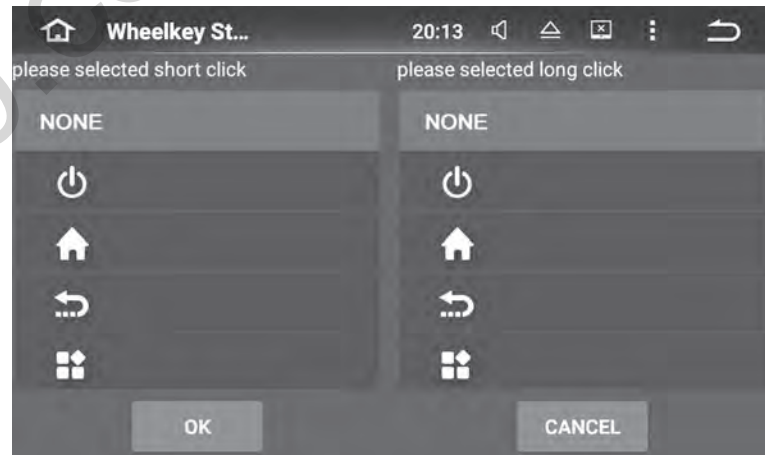 Wheelkey St...
20:13
please selected short click
please selected long click
NONE
NONE
OK
CANCEL